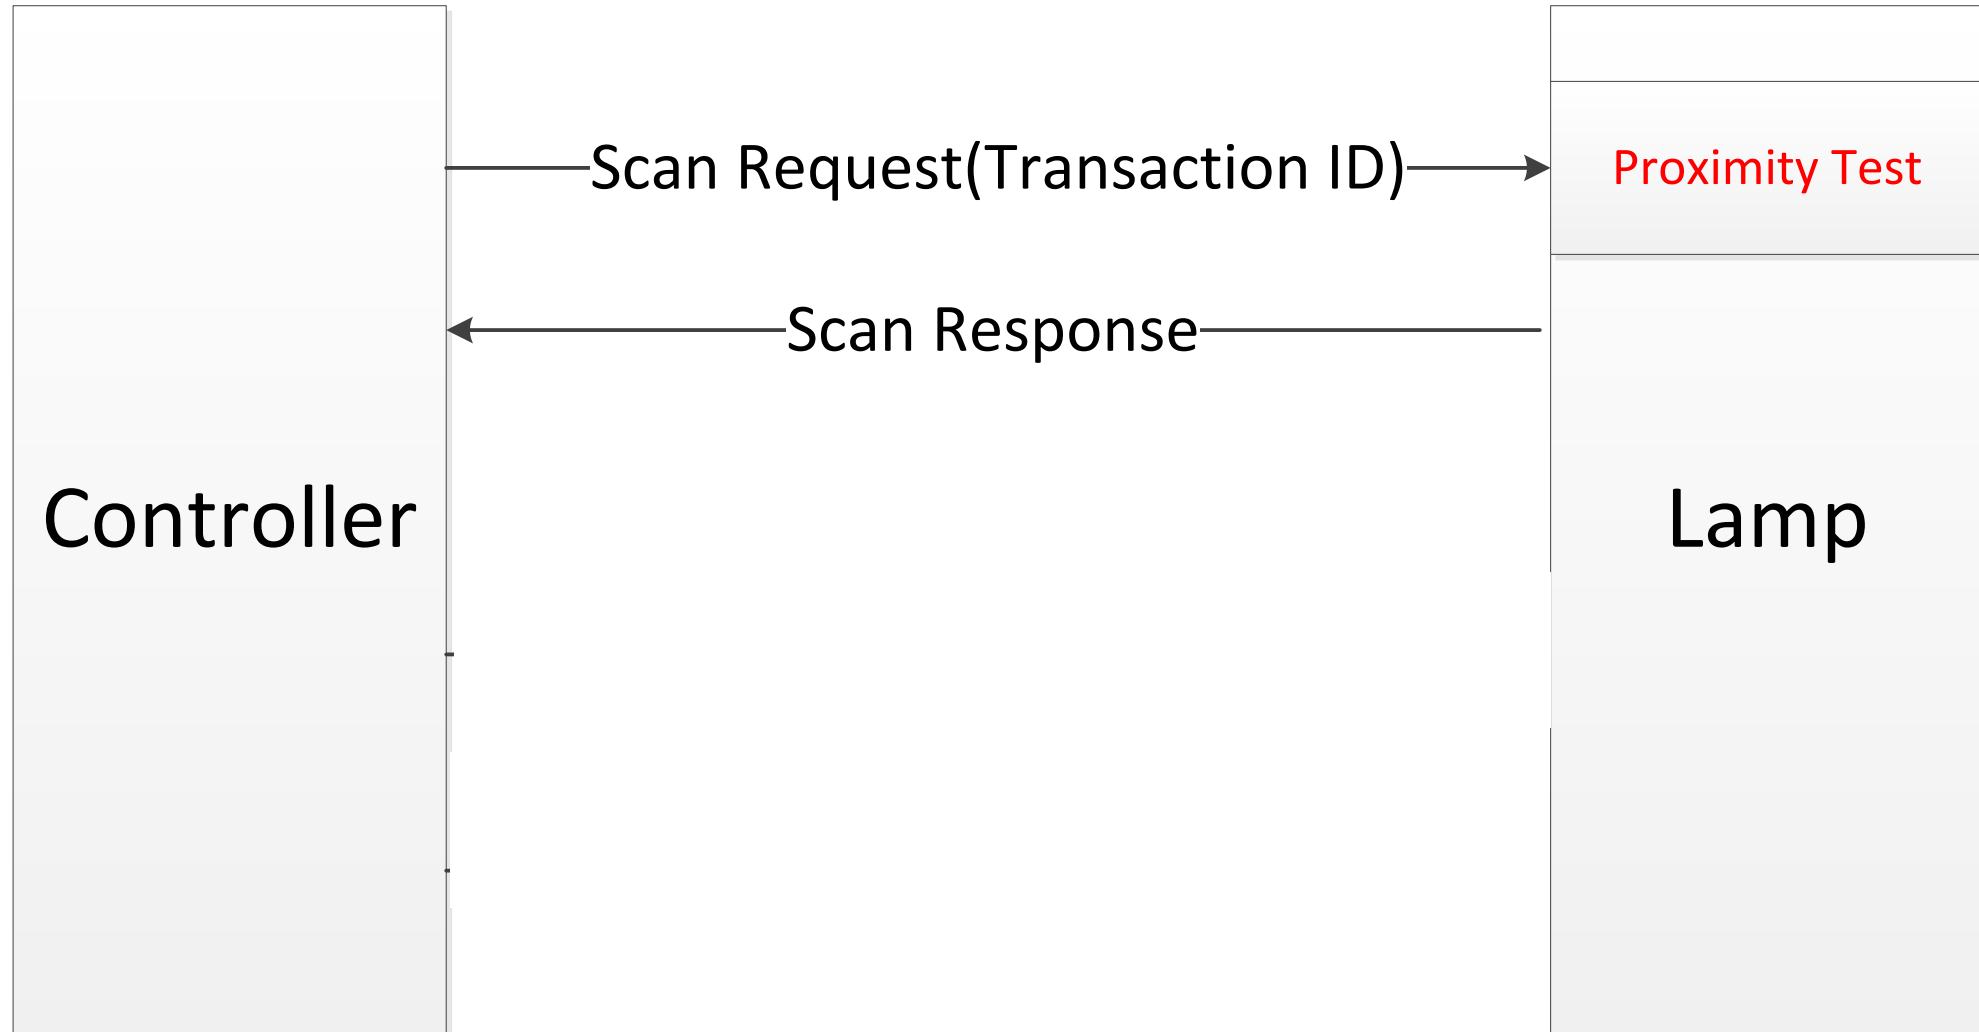 Scan Request(Transaction ID)
Proximity Test
Scan Response
Controller
Lamp